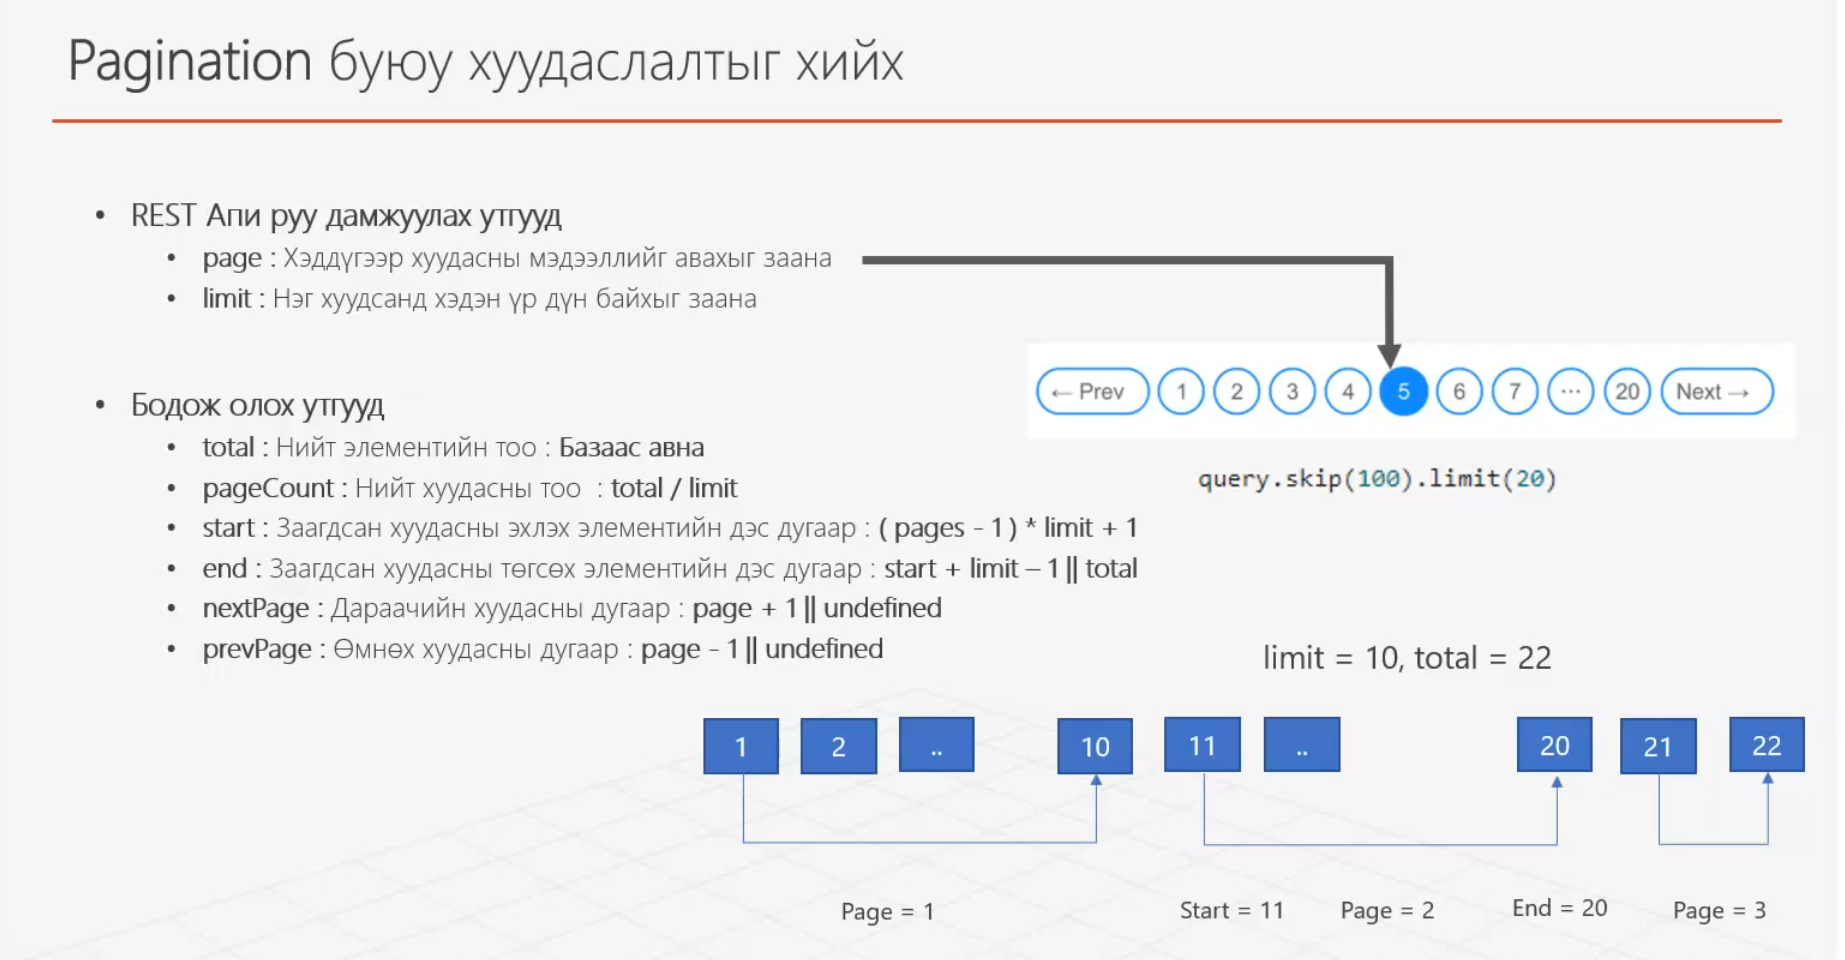 Pagination буюу хуудаслалтыг хийх
• REST Апи руу дамжуулах утгууд
• page : Хэддүгээр хуудасны мэдээллийг авахыг заана
• limit : Нэг хуудсанд хэдэн үр дүн байхыг заана
← Prev 1 2 3 4 5 6 7 ... 20 Next →
query.skip(100).limit(20)
• Бодож олох утгууд
• total : Нийт элементийн тоо : Базаас авна
• pageCount : Нийт хуудасны тоо : total / limit
• start : Заагдсан хуудасны эхлэх элементийн дэс дугаар : ( pages - 1 ) * limit + 1
• end : Заагдсан хуудасны төгсөх элементийн дэс дугаар : start + limit – 1 || total
• nextPage : Дараачийн хуудасны дугаар : page + 1 || undefined
• prevPage : Өмнөх хуудасны дугаар : page - 1 || undefined
limit = 10, total = 22
1 2 .. 10 11 .. 20 21 22
Page = 1 Start = 11 Page = 2 End = 20 Page = 3